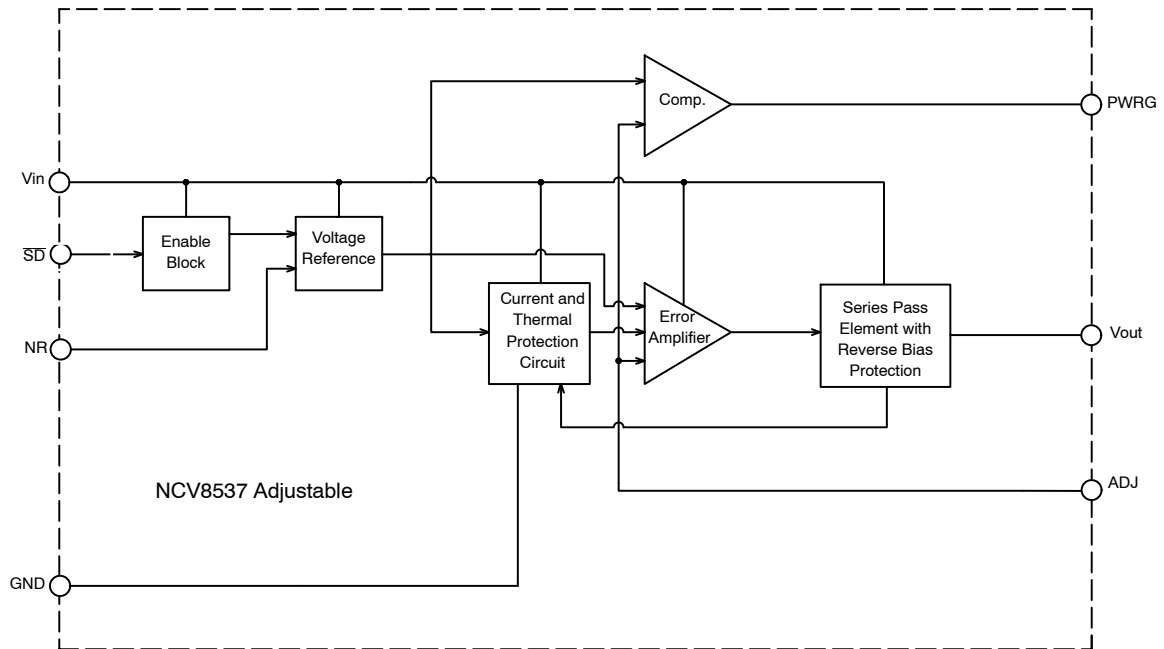 Comp.
PWRG
Vin
SD
Enable
Block
Voltage
Reference
NR
Current and
Thermal
Protection
Circuit
Error
Amplifier
Series Pass
Element with
Reverse Bias
Protection
Vout
NCV8537 Adjustable
ADJ
GND